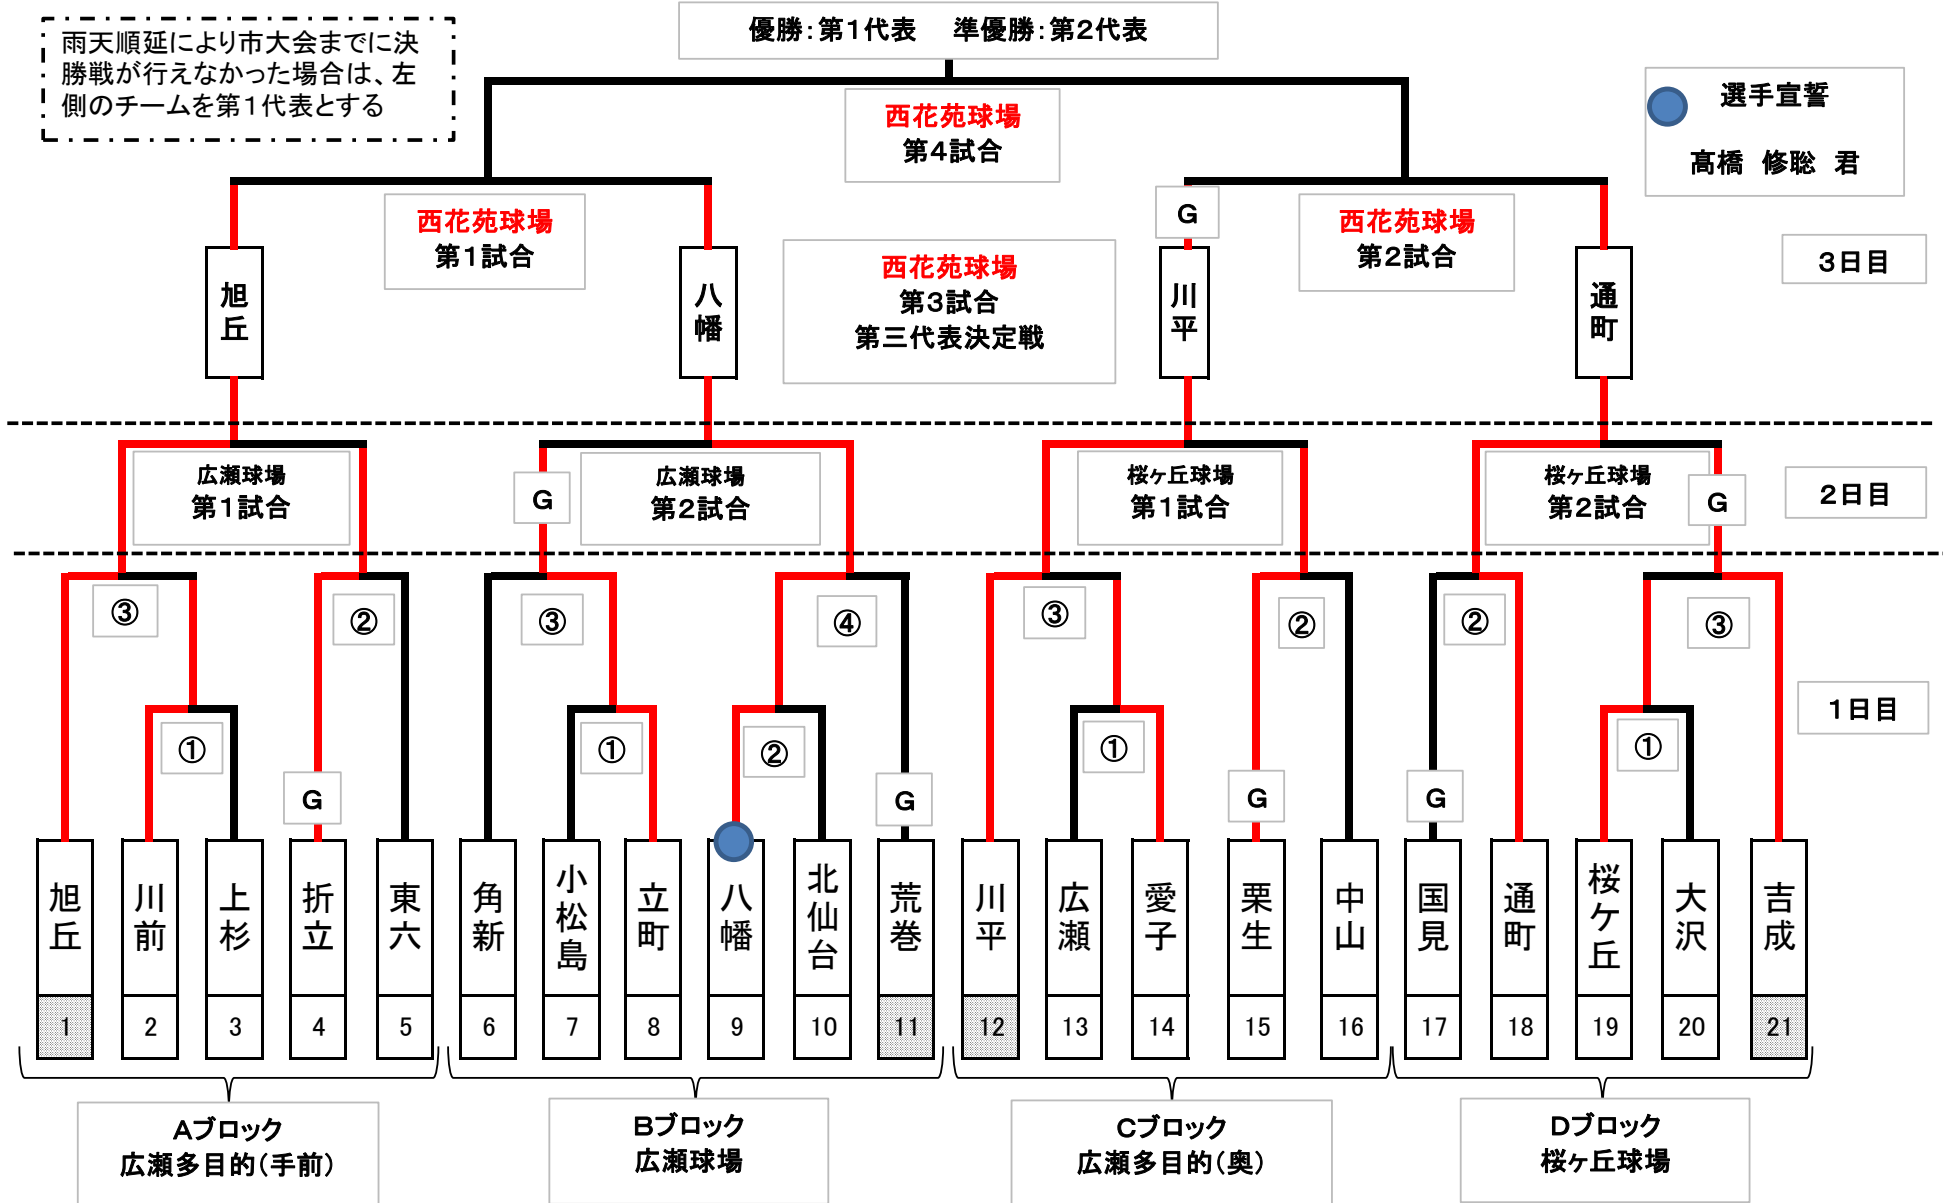 雨天順延により市大会までに決
勝戦が行えなかった場合は、左
側のチームを第1代表とする
優勝：第1代表　準優勝：第2代表
選手宣誓
髙橋　修聡　君
西花苑球場
第4試合
西花苑球場
第1試合
G
西花苑球場
第2試合
西花苑球場
第3試合
第三代表決定戦
3日目
旭丘
八幡
川平
通町
広瀬球場
第1試合
G
広瀬球場
第2試合
桜ヶ丘球場
第1試合
桜ヶ丘球場
第2試合
G
2日目
③
②
③
④
③
②
②
③
1日目
①
①
②
①
①
G
G
G
G
旭丘
川前
上杉
折立
東六
角新
小松島
立町
八幡
北仙台
荒巻
川平
広瀬
愛子
栗生
中山
国見
通町
桜ケ丘
大沢
吉成
1
2
3
4
5
6
7
8
9
10
11
12
13
14
15
16
17
18
19
20
21
Aブロック
広瀬多目的（手前）
Bブロック
広瀬球場
Cブロック
広瀬多目的（奥）
Dブロック
桜ヶ丘球場